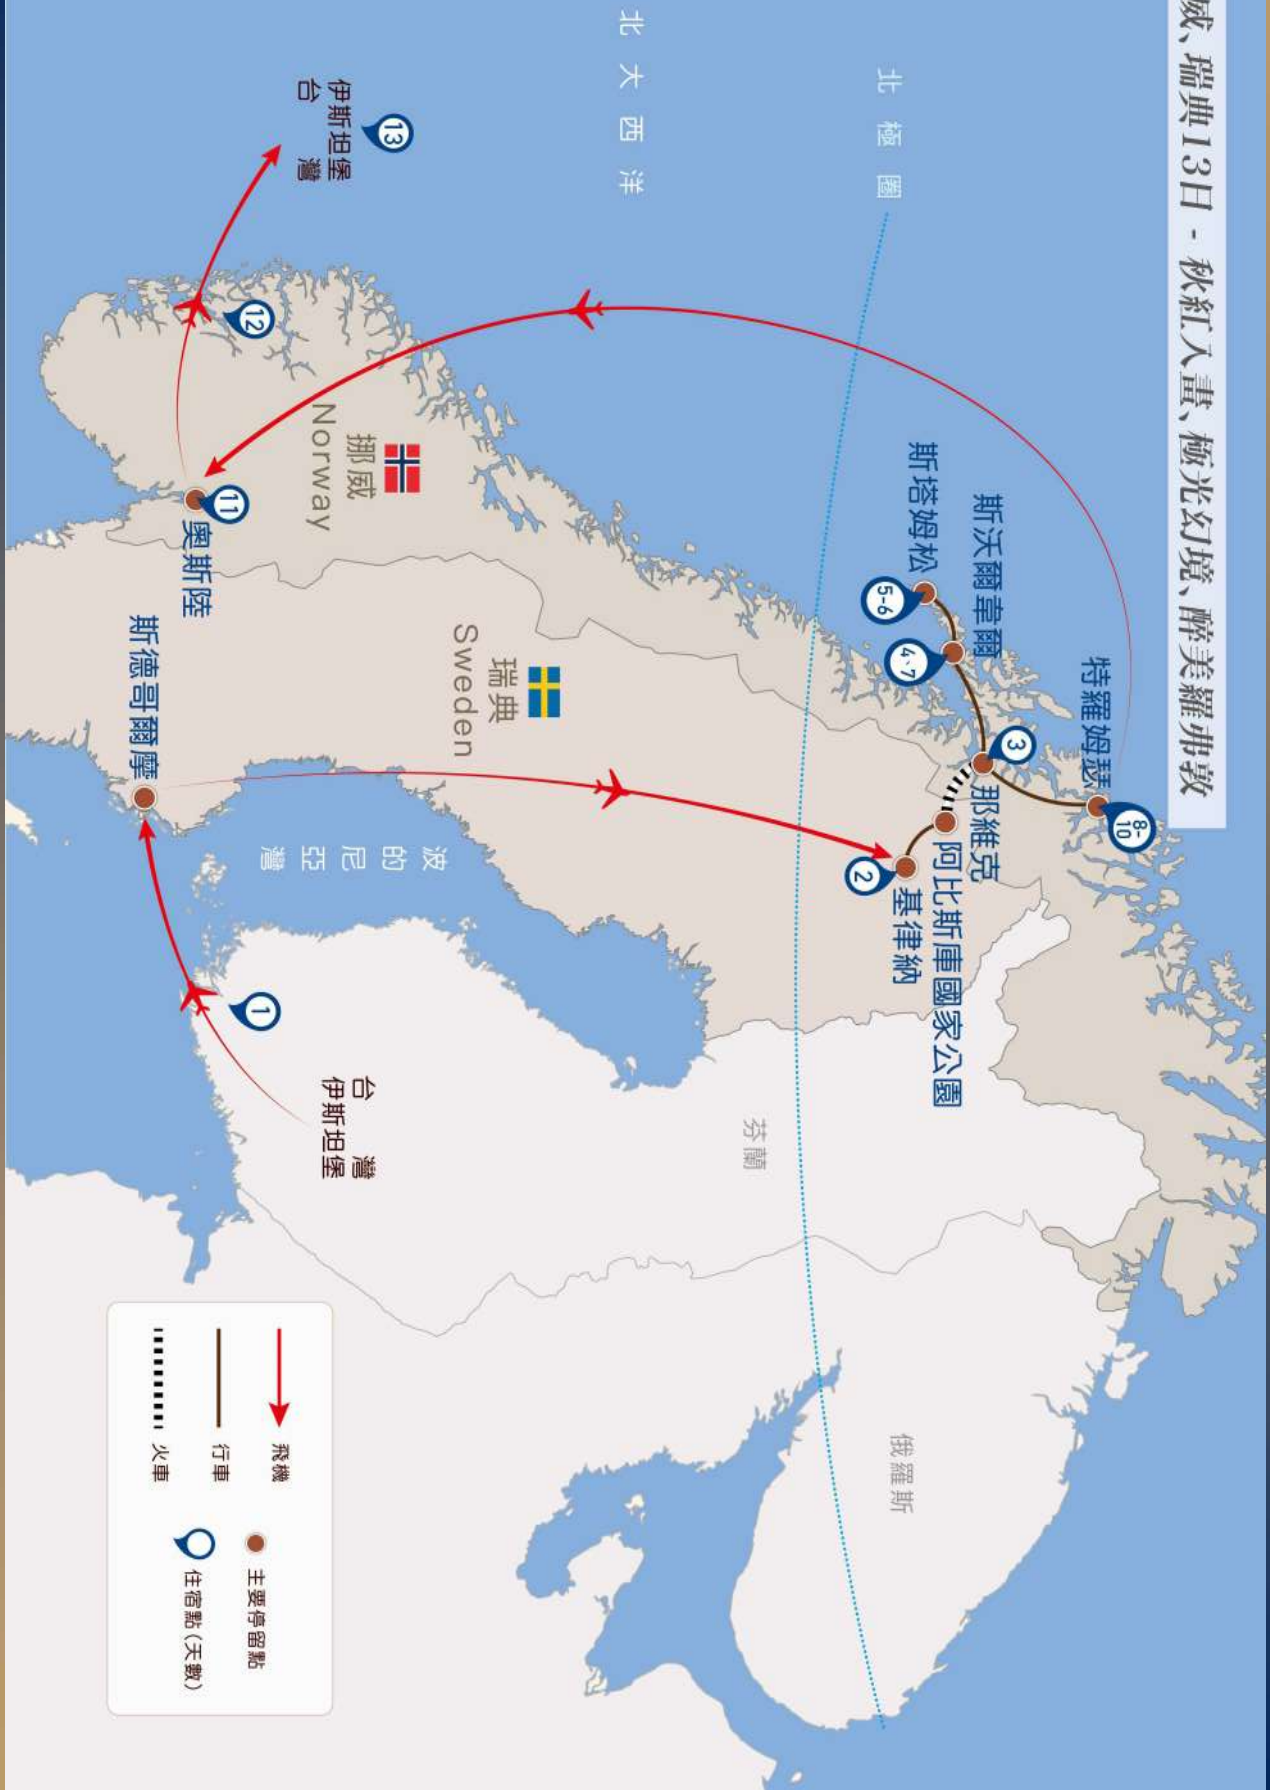 威、瑞典13日 - 秋紅入畫、極光幻境、醉美羅弗敦
北極圈
北大西洋
特羅姆瑟
8-10
斯沃爾韋爾
4、7
斯塔姆松
5-6
3
那維克
阿比斯庫國家公園
2
基律納
13
伊斯坦堡
台灣
12
挪威
Norway
11
奧斯陸
瑞典
Sweden
斯德哥爾摩
波的尼亞灣
1
台灣
伊斯坦堡
芬蘭
俄羅斯
飛機
行車
火車
主要停留點
住宿點(天數)